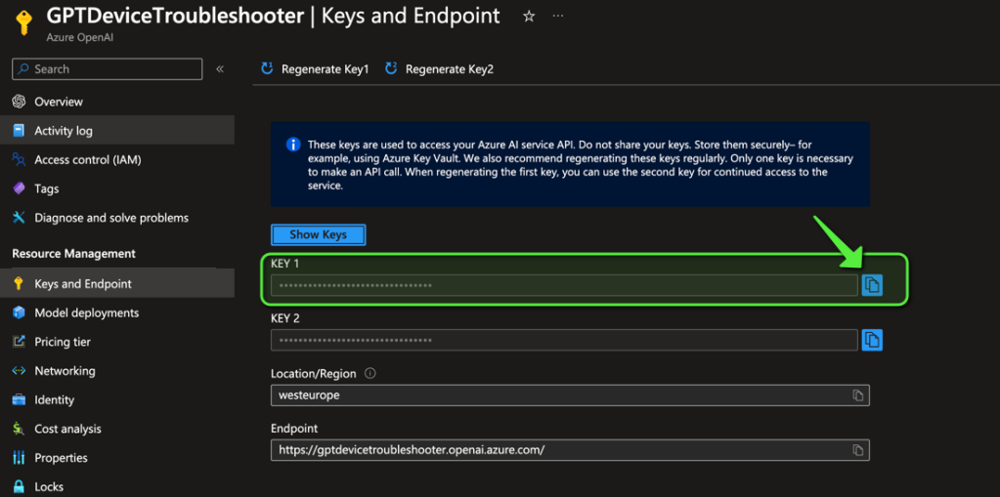 GPTDeviceTroubleshooter | Keys and Endpoint
Azure OpenAI
Search
Regenerate Key1
Regenerate Key2
Overview
Activity log
Access control (IAM)
Tags
Diagnose and solve problems
Resource Management
Keys and Endpoint
Model deployments
Pricing tier
Networking
Identity
Cost analysis
Properties
Locks
These keys are used to access your Azure AI service API. Do not share your keys. Store them securely– for
example, using Azure Key Vault. We also recommend regenerating these keys regularly. Only one key is necessary
to make an API call. When regenerating the first key, you can use the second key for continued access to the
service.
Show Keys
KEY 1
KEY 2
Location/Region
westeurope
Endpoint
https://gptdevicetroubleshooter.openai.azure.com/